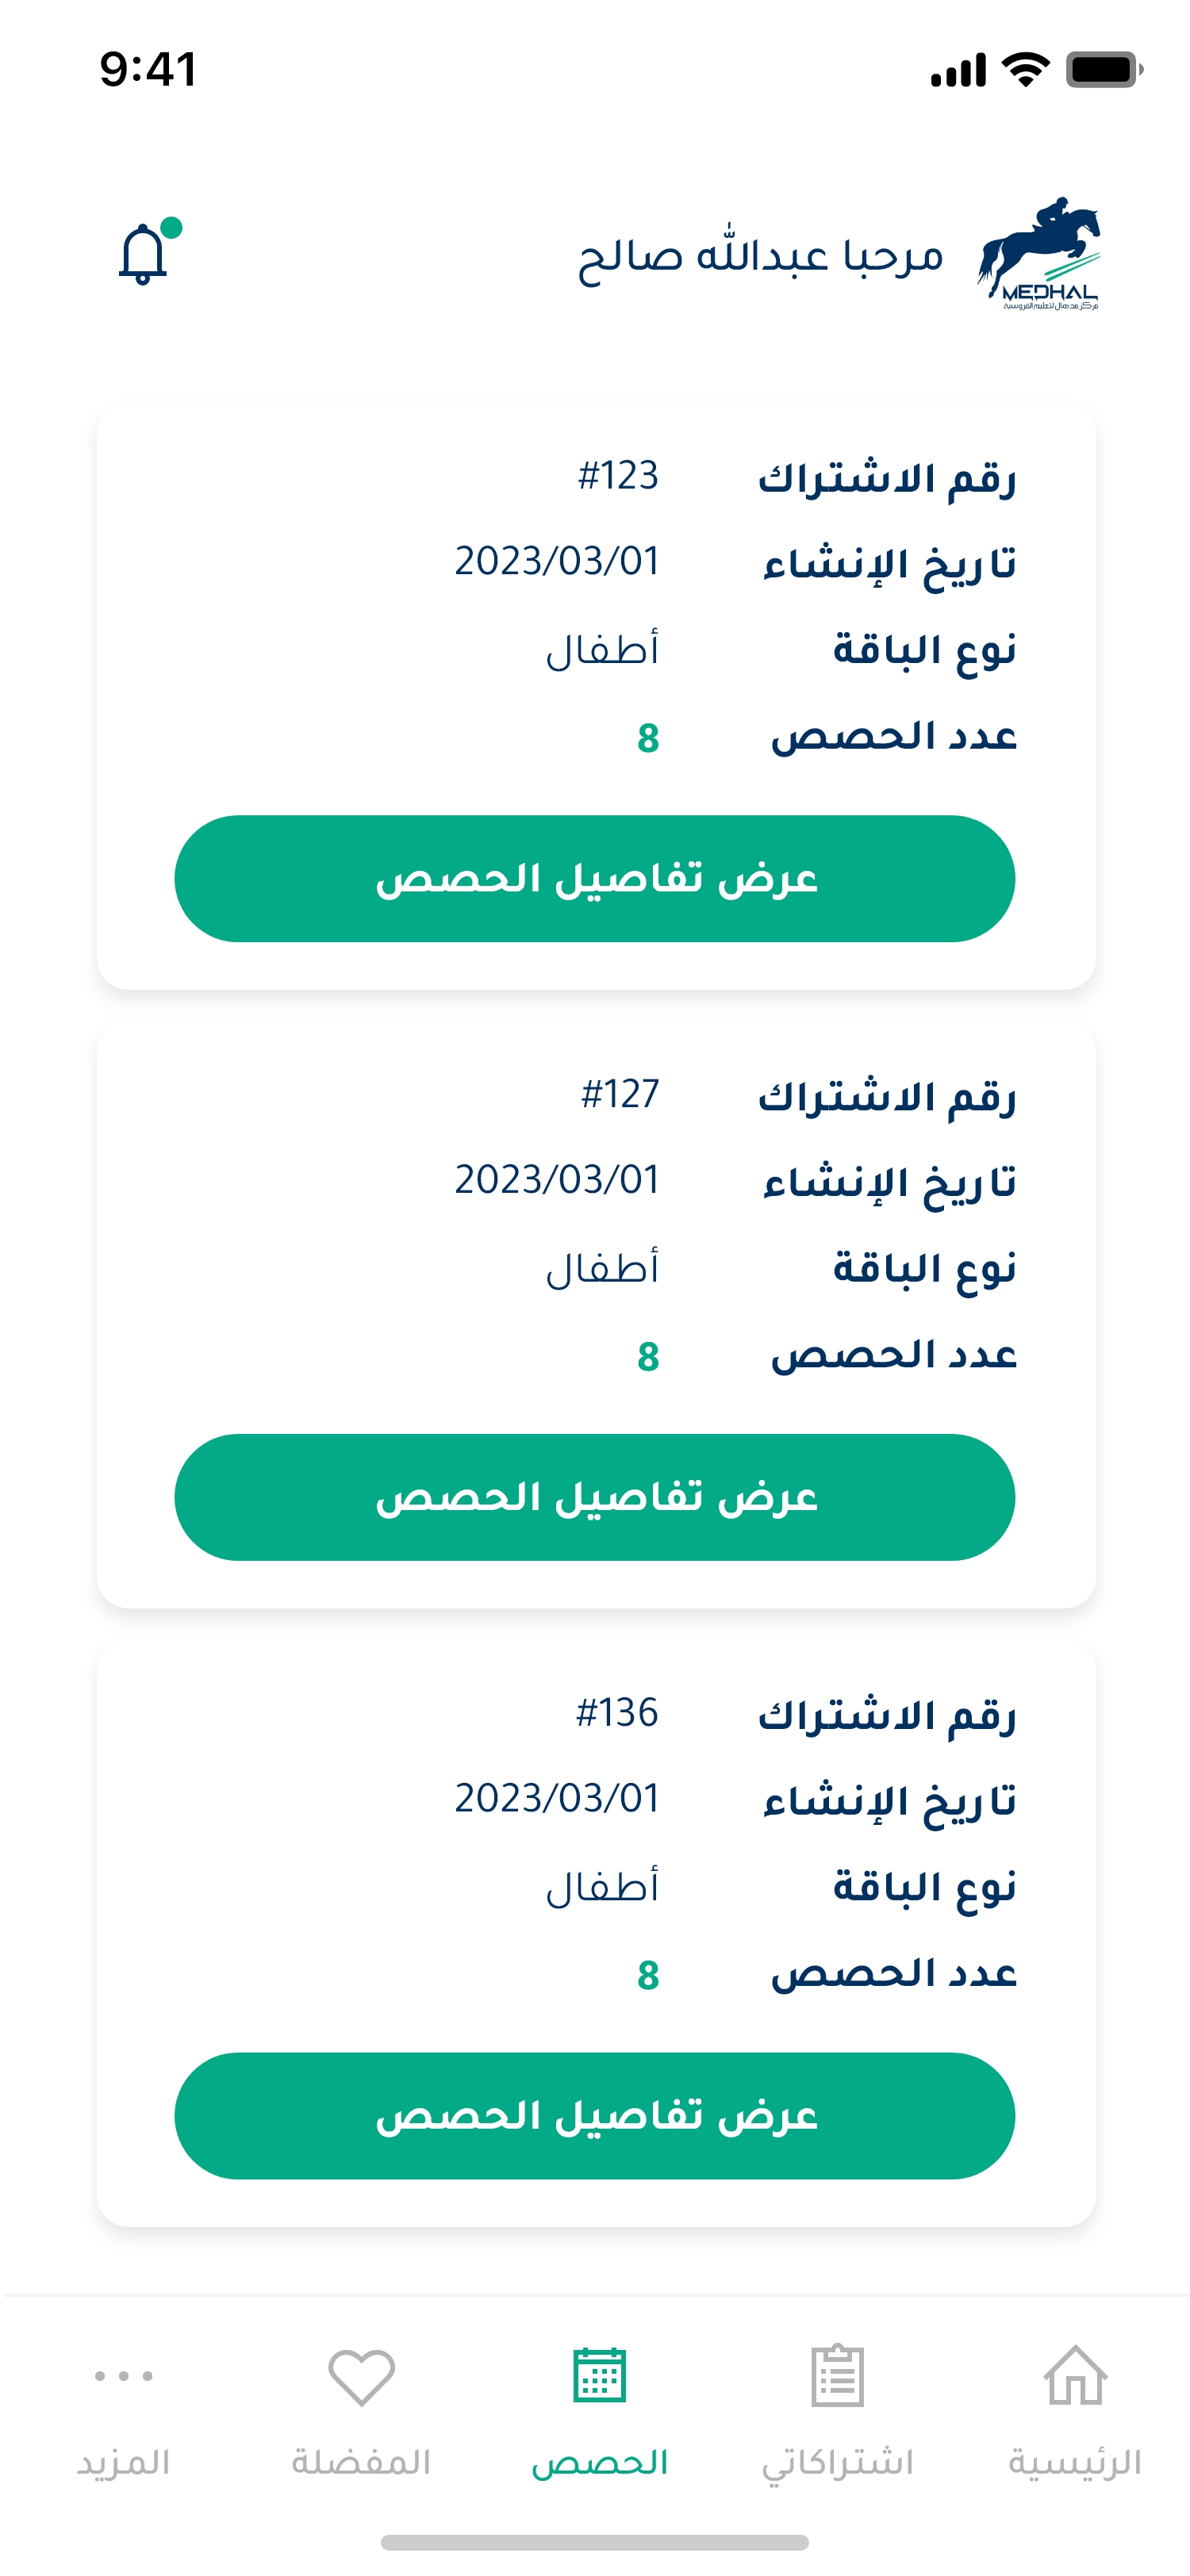 9:41
MEDHAL
مركز مدهال لتعليم الفروسية
مرحبا عبدالله صالح
رقم الاشتراك #123
تاريخ الإنشاء 2023/03/01
نوع الباقة أطفال
عدد الحصص 8
عرض تفاصيل الحصص
رقم الاشتراك #127
تاريخ الإنشاء 2023/03/01
نوع الباقة أطفال
عدد الحصص 8
عرض تفاصيل الحصص
رقم الاشتراك #136
تاريخ الإنشاء 2023/03/01
نوع الباقة أطفال
عدد الحصص 8
عرض تفاصيل الحصص
الرئيسية اشتراكاتي الحصص المفضلة المزيد